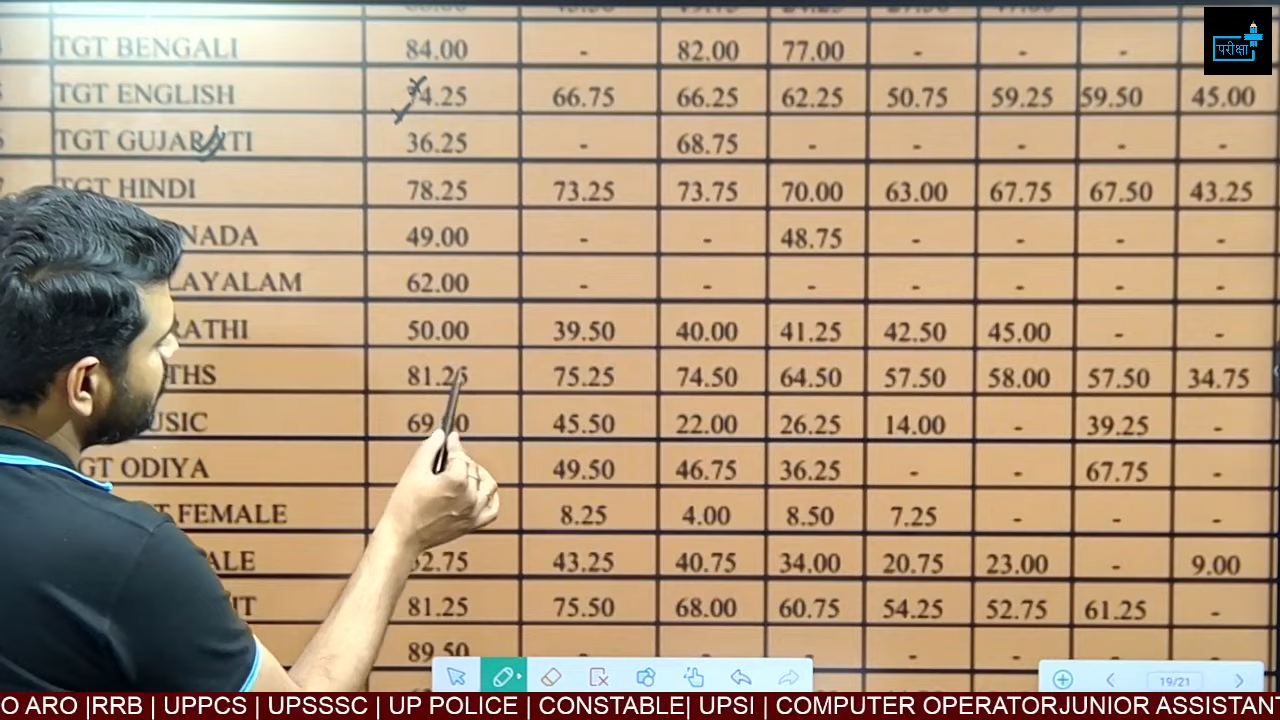 TGT BENGALI 84.00 - 82.00 77.00 - - - -
परीक्षा
TGT ENGLISH 74.25 66.75 66.25 62.25 50.75 59.25 59.50 45.00
TGT GUJARATI 36.25 - 68.75 - - - - -
TGT HINDI 78.25 73.25 73.75 70.00 63.00 67.75 67.50 43.25
NADA 49.00 - - 48.75 - - - -
LAYALAM 62.00 - - - - - - -
RATHI 50.00 39.50 40.00 41.25 42.50 45.00 - -
THS 81.25 75.25 74.50 64.50 57.50 58.00 57.50 34.75
USIC 45.50 22.00 26.25 14.00 - 39.25 -
GT ODIYA 49.50 46.75 36.25 - - 67.75 -
T FEMALE 8.25 4.00 8.50 7.25 - - -
ALE 2.75 43.25 40.75 34.00 20.75 23.00 - 9.00
IT 81.25 75.50 68.00 60.75 54.25 52.75 61.25 -
89.50 - - - - - - -
19/21
O ARO |RRB | UPPCS | UPSSSC | UP POLICE | CONSTABLE| UPSI | COMPUTER OPERATORJUNIOR ASSISTAN